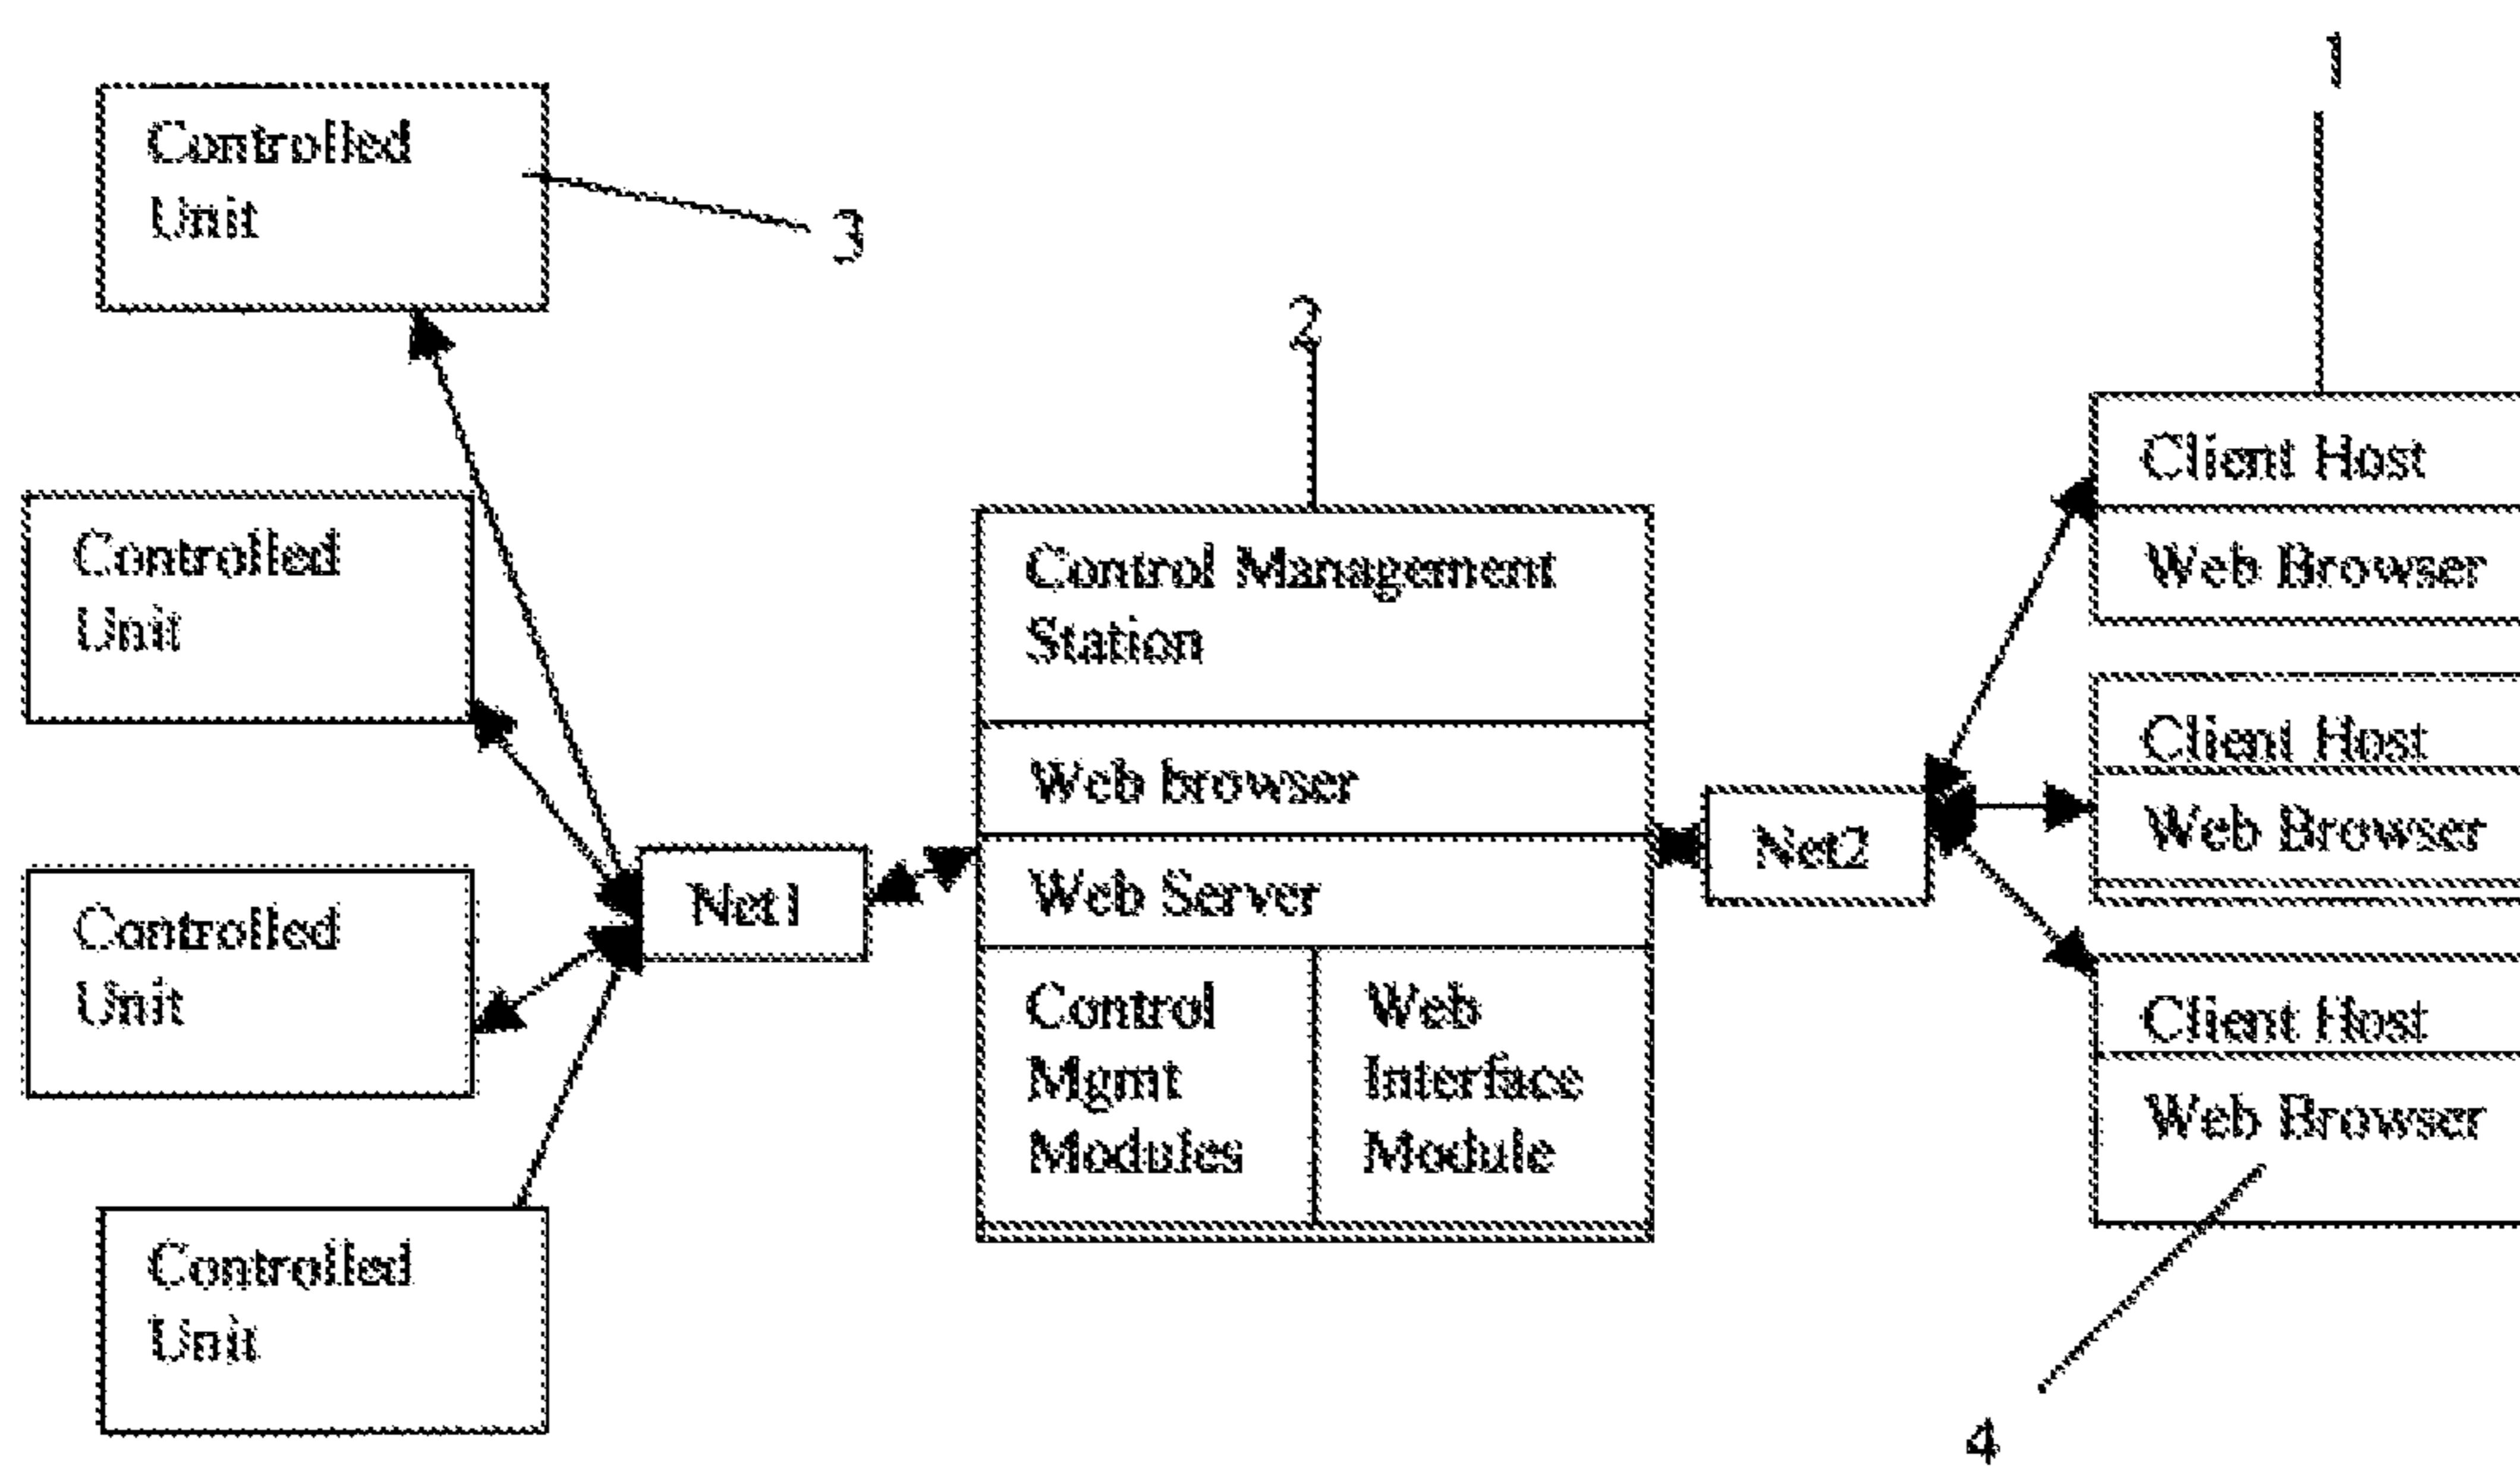 1
Controlled
Unit
3
2
Client Host
Web Browser
Controlled
Unit
Control Management
Station
Client Host
Web Browser
Web browser
Net2
Controlled
Unit
Net1
Web Server
Client Host
Web Browser
Control
Mgmt
Modules
Web
Interface
Module
Controlled
Unit
4